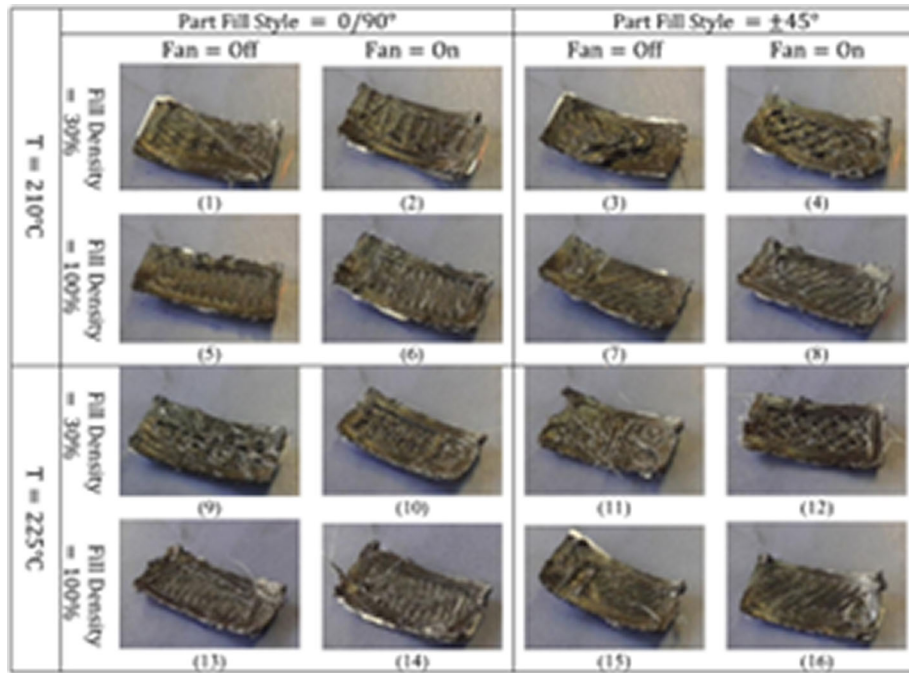 Part Fill Style = 0/90°
Part Fill Style = ±45°
Fan = Off
Fan = On
Fan = Off
Fan = On
T = 210°C
Fill Density
= 30%
(1)
(2)
(3)
(4)
Fill Density
= 100%
(5)
(6)
(7)
(8)
T = 225°C
Fill Density
= 30%
(9)
(10)
(11)
(12)
Fill Density
= 100%
(13)
(14)
(15)
(16)